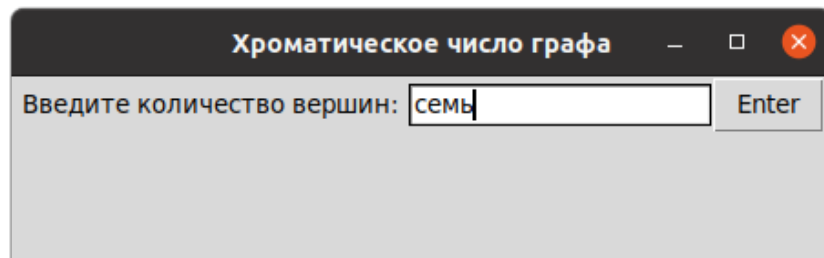 Хроматическое число графа
Введите количество вершин: семь Enter